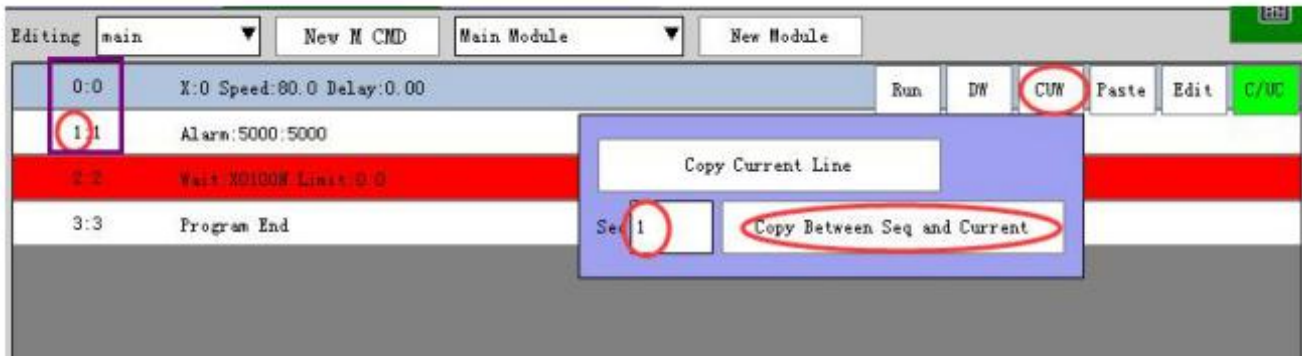 Editing main New M CMD Main Module New Module
0:0 X:0 Speed:80.0 Delay:0.00 Run DW CUW Paste Edit C/UC
1:1 Alarm:5000:5000
Copy Current Line
2:2 Wait:X0100N Limit:0.0
3:3 Program End
Seq 1 Copy Between Seq and Current